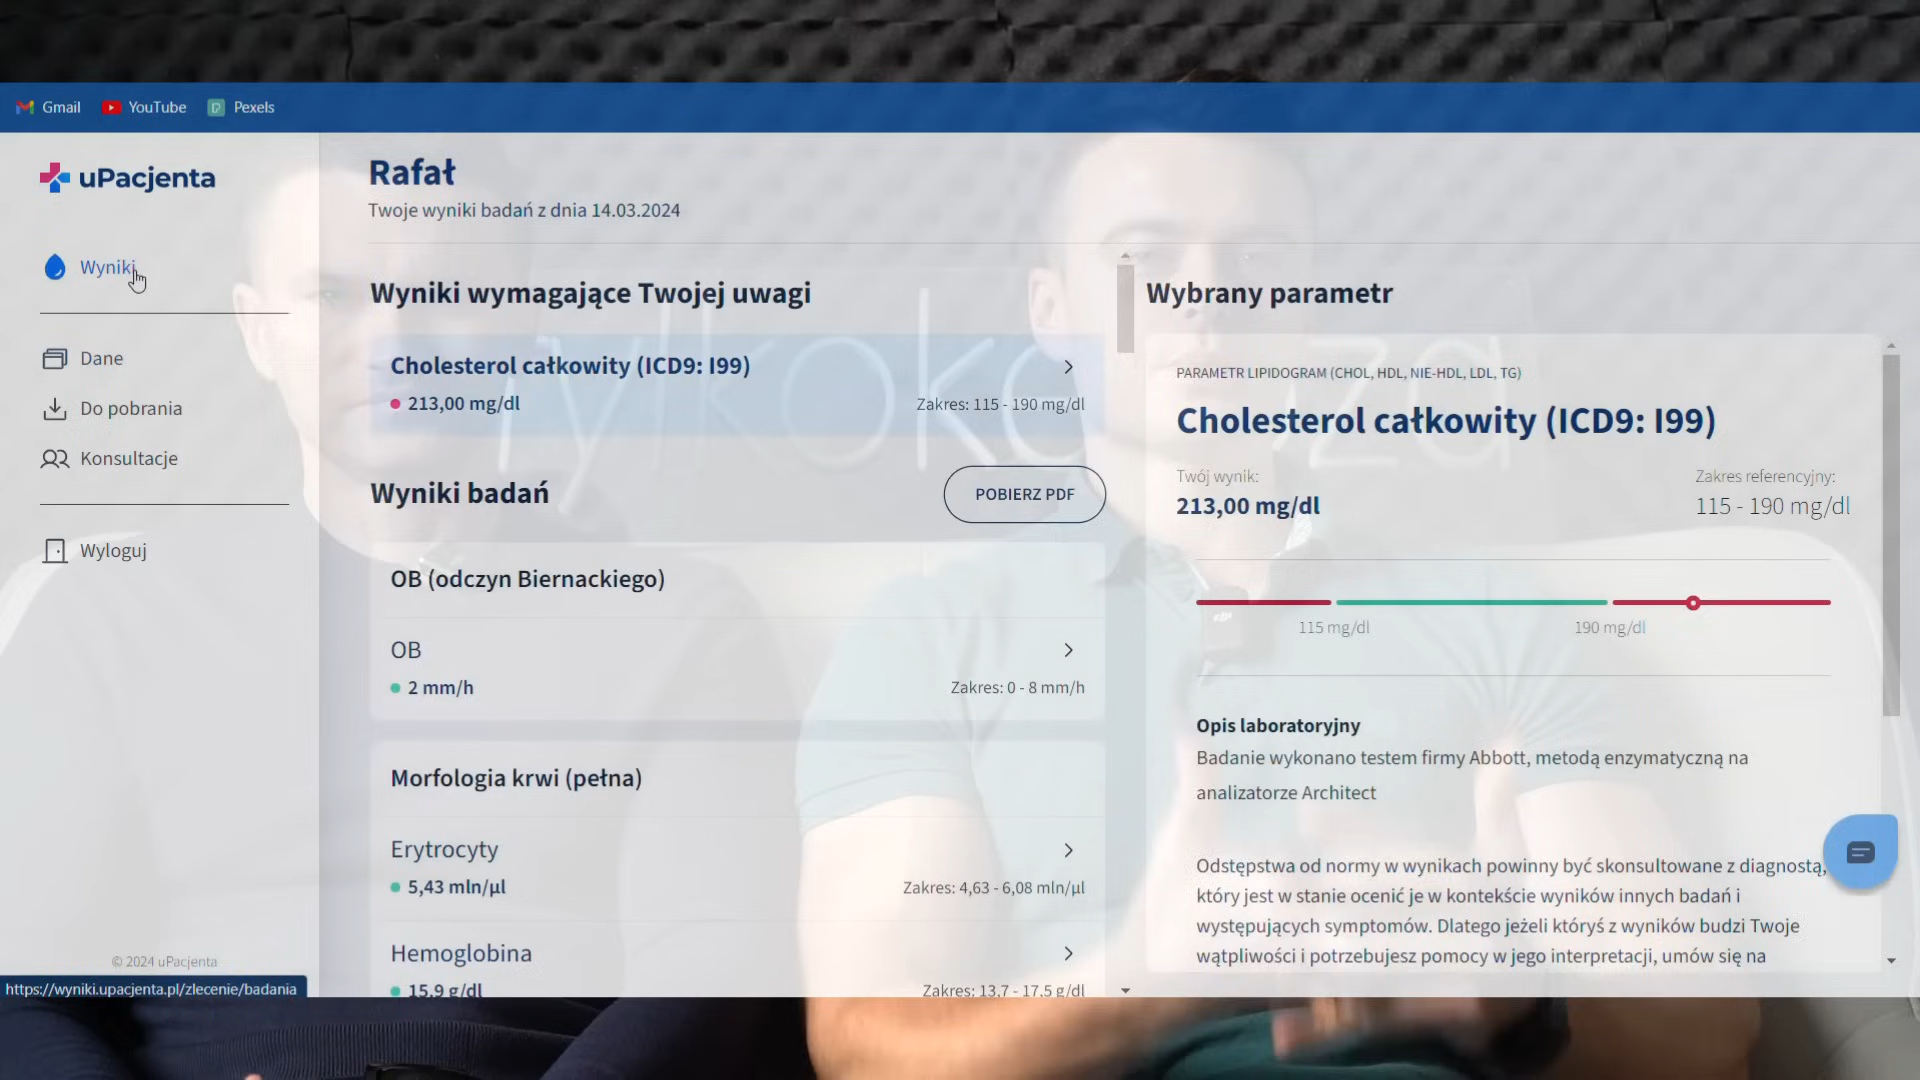 Gmail
YouTube
Pexels
uPacjenta
Rafał
Twoje wyniki badań z dnia 14.03.2024
Wyniki
Dane
Do pobrania
Konsultacje
Wyloguj
© 2024 uPacjenta
https://wyniki.upacjenta.pl/zlecenie/badania
Wyniki wymagające Twojej uwagi
Cholesterol całkowity (ICD9: I99)
213,00 mg/dl
Zakres: 115 - 190 mg/dl
Wyniki badań
POBIERZ PDF
OB (odczyn Biernackiego)
OB
2 mm/h
Zakres: 0 - 8 mm/h
Morfologia krwi (pełna)
Erytrocyty
5,43 mln/µl
Zakres: 4,63 - 6,08 mln/µl
Hemoglobina
15,9 g/dl
Zakres: 13,7 - 17,5 g/dl
Wybrany parametr
PARAMETR LIPIDOGRAM (CHOL, HDL, NIE-HDL, LDL, TG)
Cholesterol całkowity (ICD9: I99)
Twój wynik:
213,00 mg/dl
Zakres referencyjny:
115 - 190 mg/dl
115 mg/dl
190 mg/dl
Opis laboratoryjny
Badanie wykonano testem firmy Abbott, metodą enzymatyczną na
analizatorze Architect
Odstępstwa od normy w wynikach powinny być skonsultowane z diagnostą,
który jest w stanie ocenić je w kontekście wyników innych badań i
występujących symptomów. Dlatego jeżeli któryś z wyników budzi Twoje
wątpliwości i potrzebujesz pomocy w jego interpretacji, umów się na